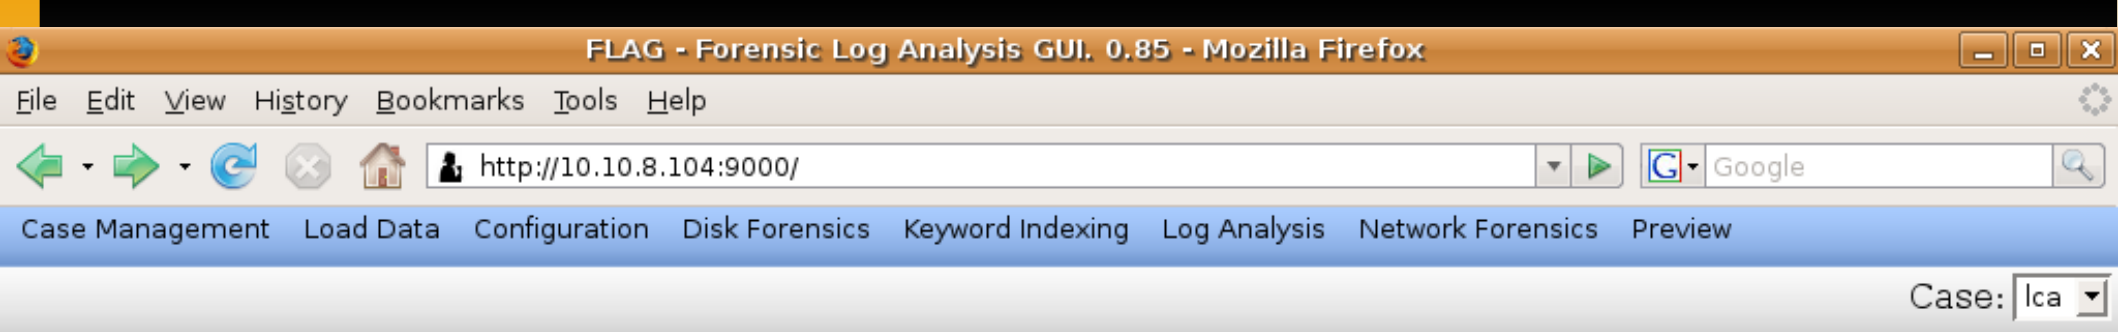 FLAG - Forensic Log Analysis GUI. 0.85 - Mozilla Firefox
File Edit View History Bookmarks Tools Help
http://10.10.8.104:9000/ G Google
Case Management Load Data Configuration Disk Forensics Keyword Indexing Log Analysis Network Forensics Preview
Case: lca